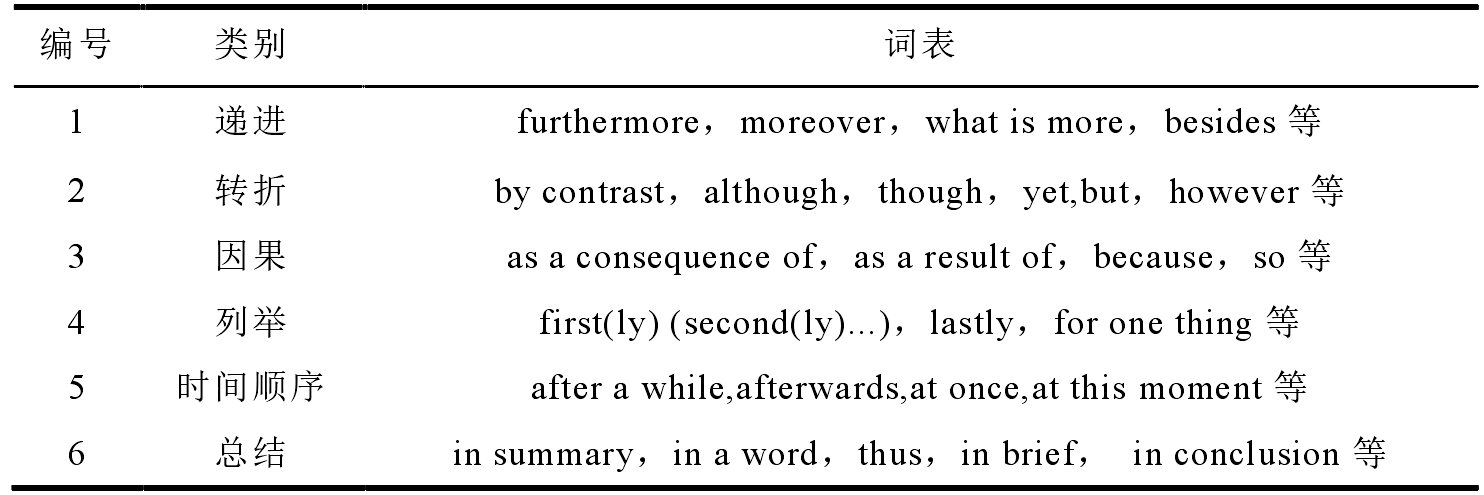 编号 类别 词表
1 递进 furthermore，moreover，what is more，besides 等
2 转折 by contrast，although，though，yet,but，however 等
3 因果 as a consequence of，as a result of，because，so 等
4 列举 first(ly) (second(ly)...)，lastly，for one thing 等
5 时间顺序 after a while,afterwards,at once,at this moment 等
6 总结 in summary，in a word，thus，in brief， in conclusion 等